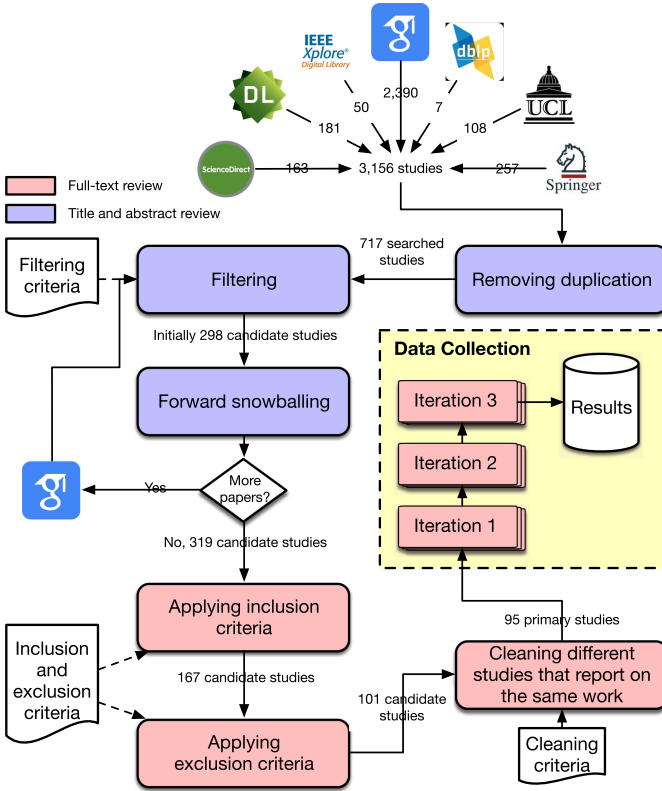 IEEE
Xplore®
Digital Library
dblp
DL
2,390
50
7
UCL
181
108
ScienceDirect
163
3,156 studies
257
Springer
Full-text review
Title and abstract review
717 searched
studies
Filtering
criteria
Filtering
Removing duplication
Initially 298 candidate studies
Data Collection
Forward snowballing
Iteration 3
Results
Iteration 2
More
papers?
Yes
Iteration 1
No, 319 candidate studies
Applying inclusion
criteria
95 primary studies
Inclusion
and
exclusion
criteria
167 candidate studies
Cleaning different
studies that report on
the same work
101 candidate
studies
Applying
exclusion criteria
Cleaning
criteria